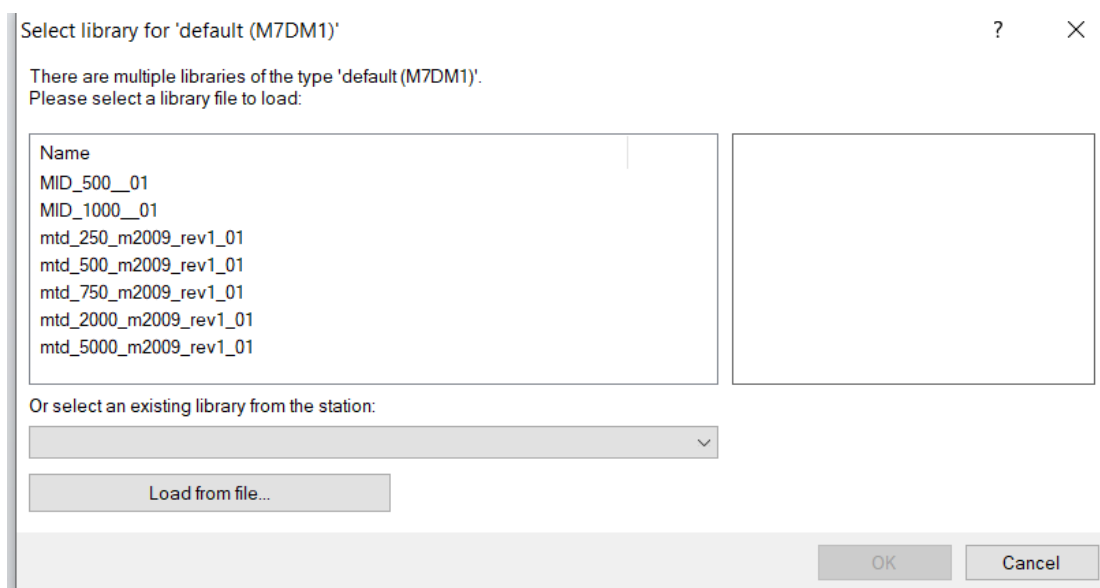 Select library for 'default (M7DM1)'
?
There are multiple libraries of the type 'default (M7DM1)'.
Please select a library file to load:
Name
MID_500__01
MID_1000__01
mtd_250_m2009_rev1_01
mtd_500_m2009_rev1_01
mtd_750_m2009_rev1_01
mtd_2000_m2009_rev1_01
mtd_5000_m2009_rev1_01
Or select an existing library from the station:
Load from file...
OK
Cancel